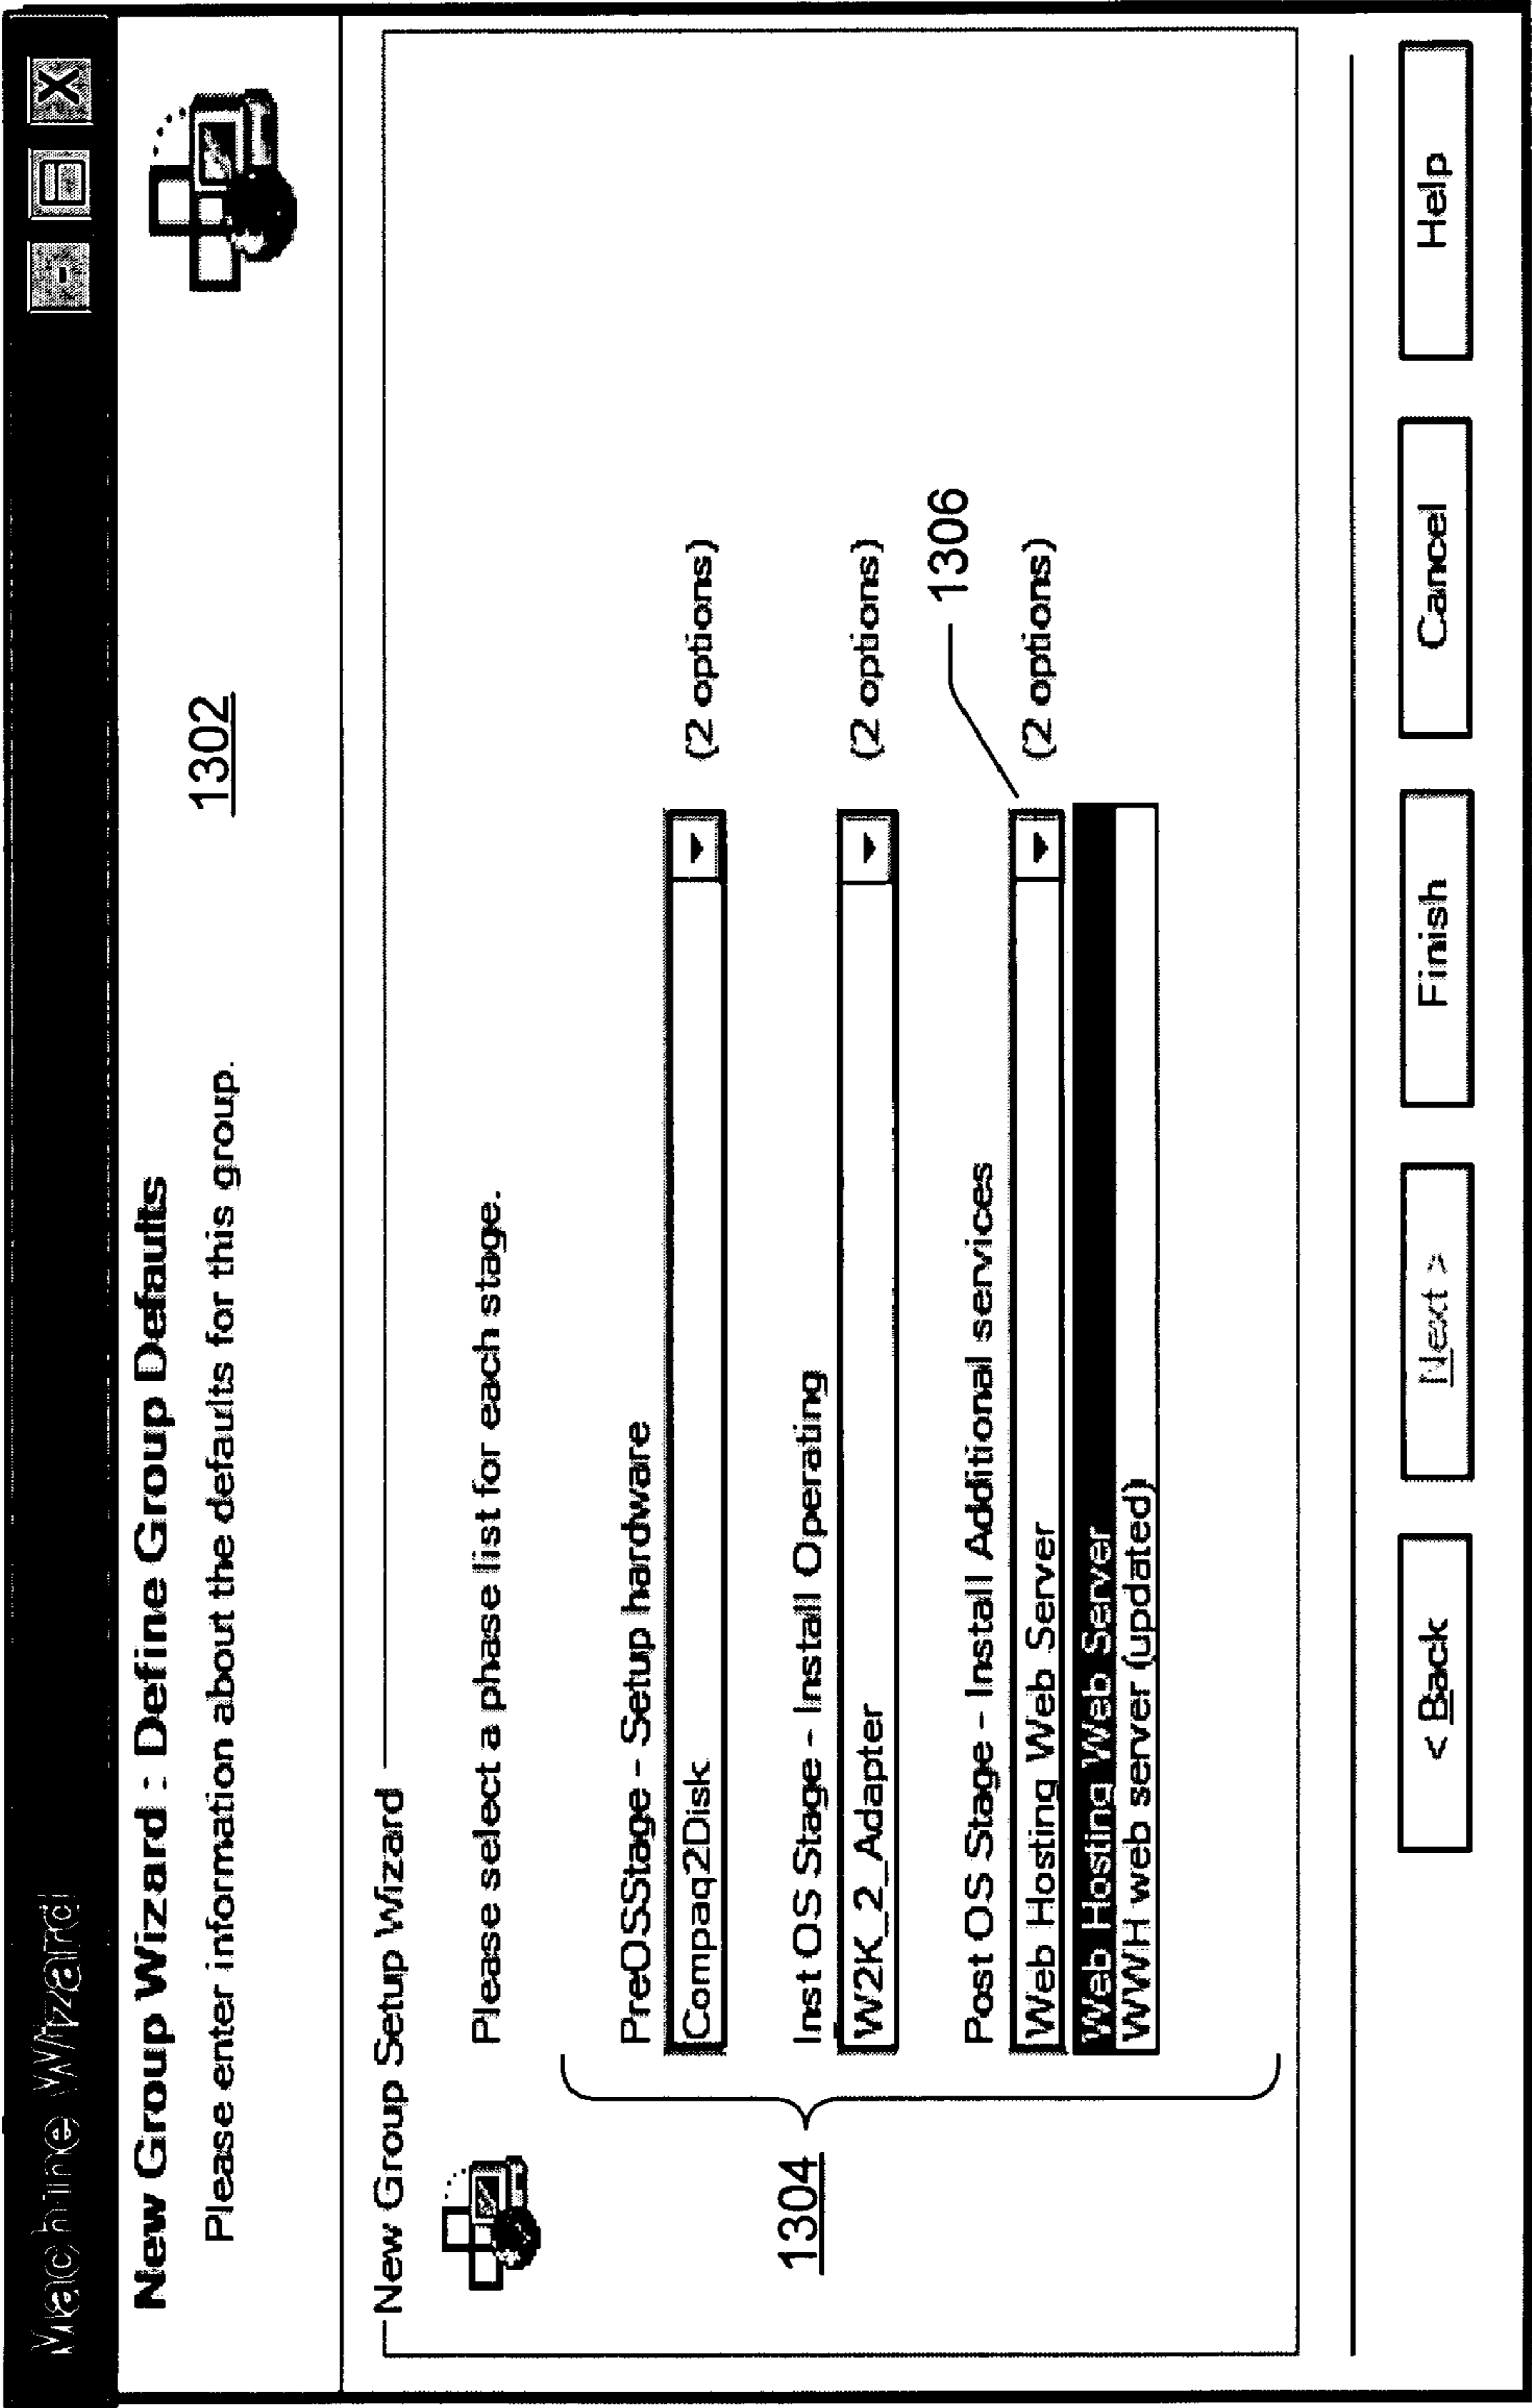 Machine Wizard
New Group Wizard : Define Group Defaults
Please enter information about the defaults for this group.
1302
New Group Setup Wizard
Please select a phase list for each stage.
PreOSStage - Setup hardware
Compaq2Disk
(2 options)
Inst OS Stage - Install Operating
W2K_2_Adapter
(2 options)
1304
1306
Post OS Stage - Install Additional services
Web Hosting Web Server
(2 options)
Web Hosting Web Server
WWH web server (updated)
< Back
Next >
Finish
Cancel
Help